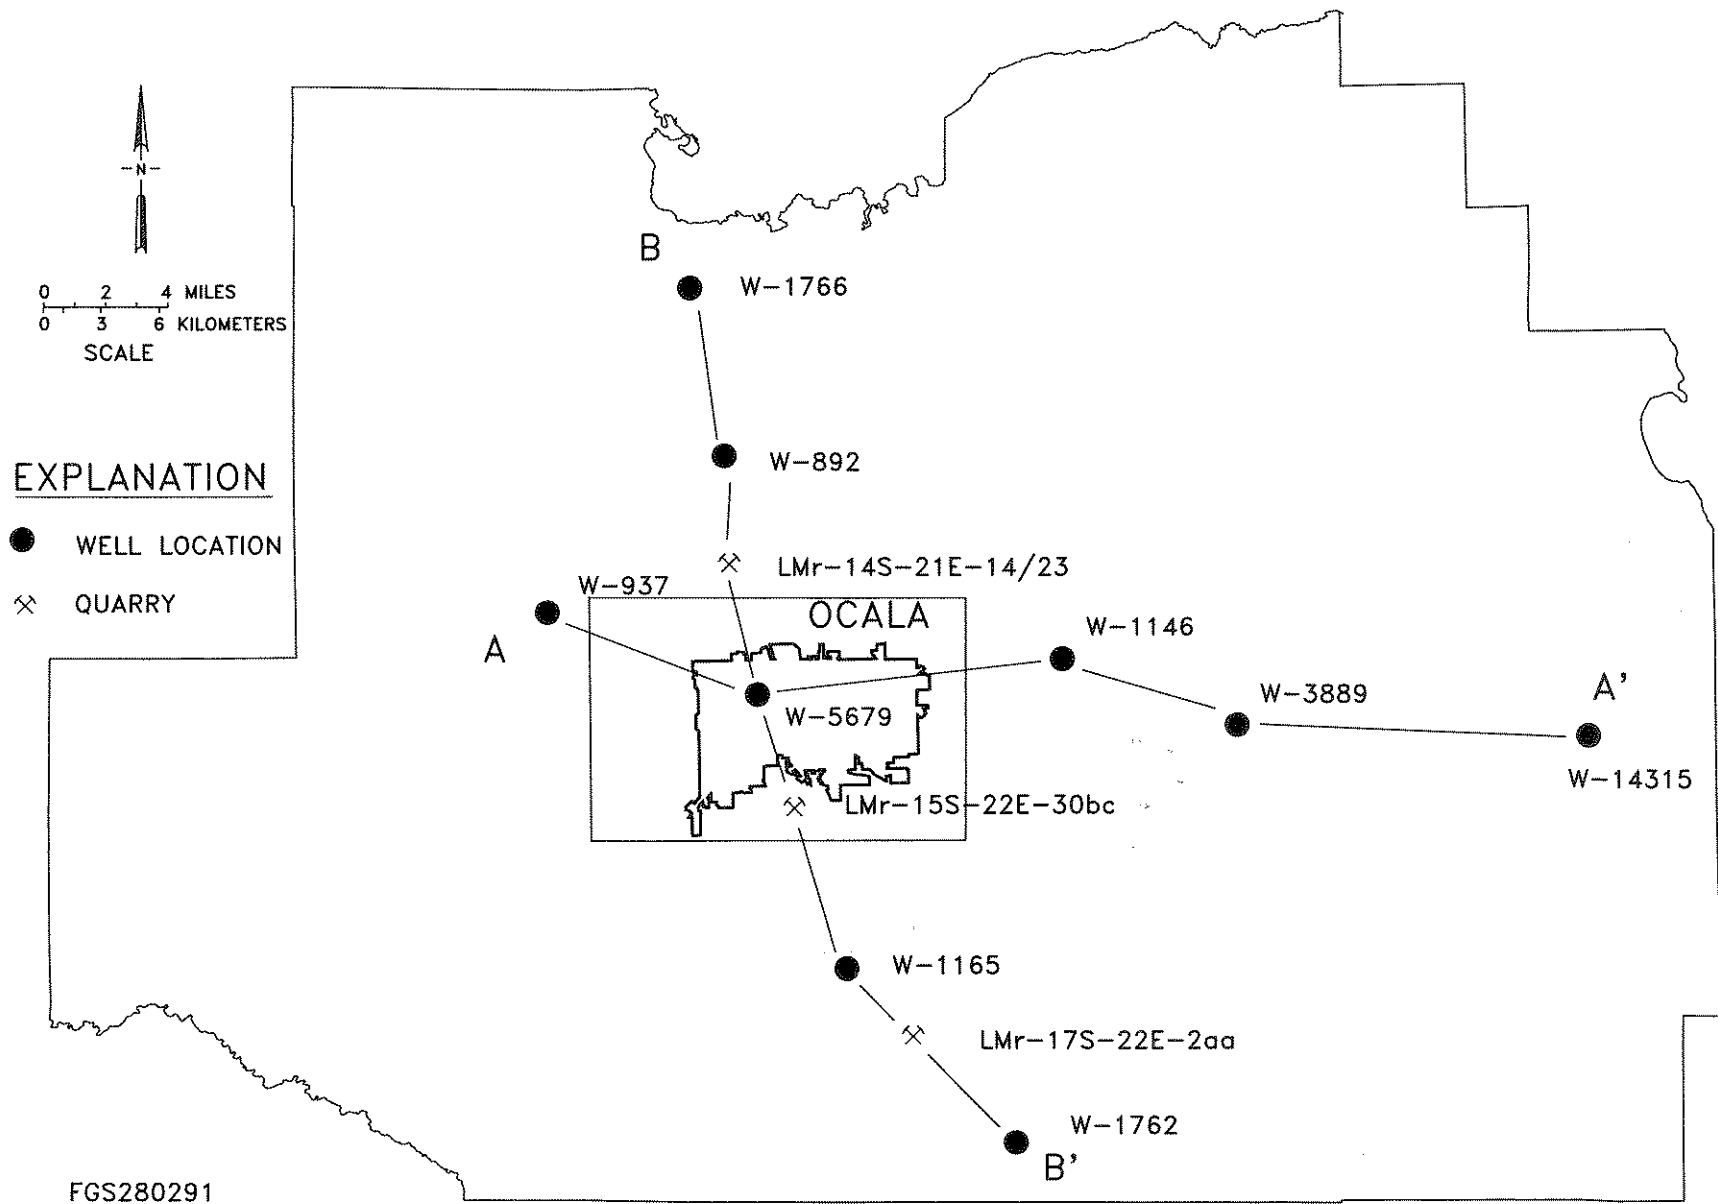 -N-
0 2 4 MILES
0 3 6 KILOMETERS
SCALE
EXPLANATION
WELL LOCATION
QUARRY
B
W-1766
W-892
LMr-14S-21E-14/23
W-937
A
OCALA
W-1146
W-5679
W-3889
A'
W-14315
LMr-15S-22E-30bc
W-1165
LMr-17S-22E-2aa
W-1762
B'
FGS280291